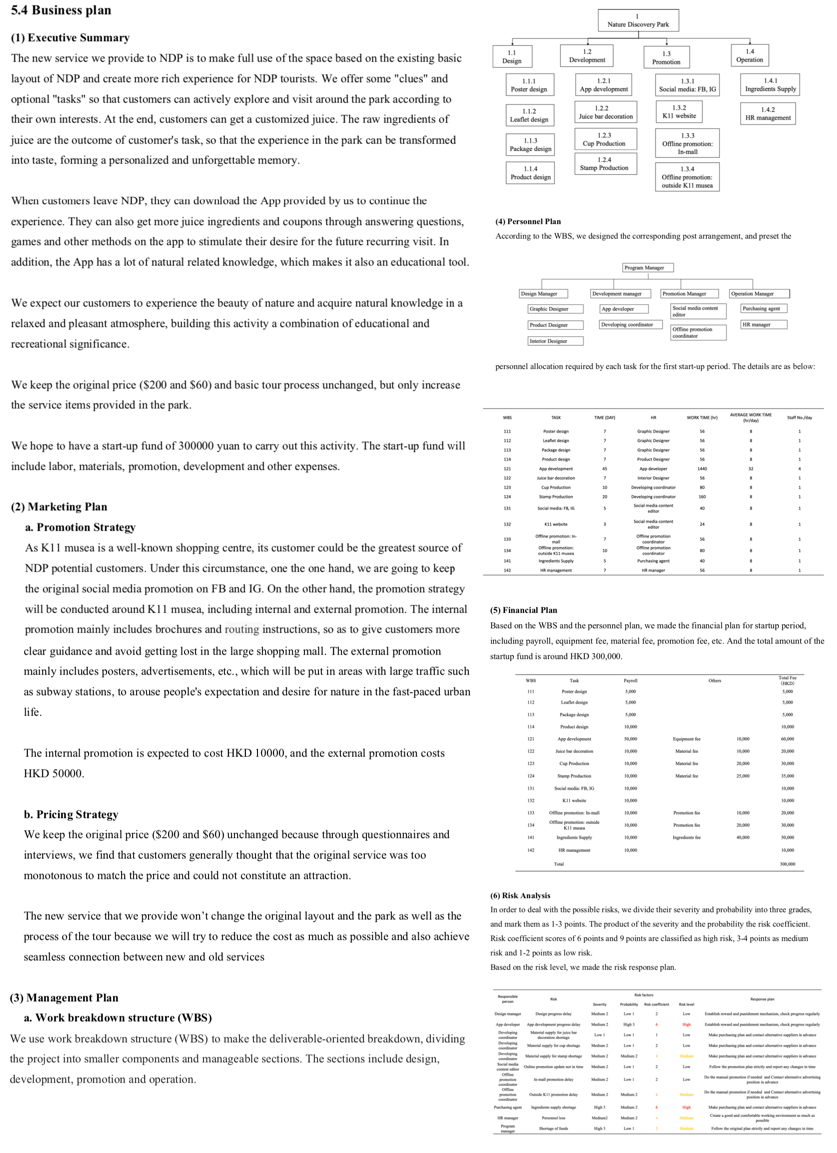 5.4 Business plan
(1) Executive Summary
The new service we provide to NDP is to make full use of the space based on the existing basic
layout of NDP and create more rich experience for NDP tourists. We offer some "clues" and
optional "tasks" so that customers can actively explore and visit around the park according to
their own interests. At the end, customers can get a customized juice. The raw ingredients of
juice are the outcome of customer's task, so that the experience in the park can be transformed
into taste, forming a personalized and unforgettable memory.
When customers leave NDP, they can download the App provided by us to continue the
experience. They can also get more juice ingredients and coupons through answering questions,
games and other methods on the app to stimulate their desire for the future recurring visit. In
addition, the App has a lot of natural related knowledge, which makes it also an educational tool.
We expect our customers to experience the beauty of nature and acquire natural knowledge in a
relaxed and pleasant atmosphere, building this activity a combination of educational and
recreational significance.
We keep the original price ($200 and $60) and basic tour process unchanged, but only increase
the service items provided in the park.
We hope to have a start-up fund of 300000 yuan to carry out this activity. The start-up fund will
include labor, materials, promotion, development and other expenses.
(2) Marketing Plan
a. Promotion Strategy
As K11 musea is a well-known shopping centre, its customer could be the greatest source of
NDP potential customers. Under this circumstance, one the one hand, we are going to keep
the original social media promotion on FB and IG. On the other hand, the promotion strategy
will be conducted around K11 musea, including internal and external promotion. The internal
promotion mainly includes brochures and routing instructions, so as to give customers more
clear guidance and avoid getting lost in the large shopping mall. The external promotion
mainly includes posters, advertisements, etc., which will be put in areas with large traffic such
as subway stations, to arouse people's expectation and desire for nature in the fast-paced urban
life.
The internal promotion is expected to cost HKD 10000, and the external promotion costs
HKD 50000.
b. Pricing Strategy
We keep the original price ($200 and $60) unchanged because through questionnaires and
interviews, we find that customers generally thought that the original service was too
monotonous to match the price and could not constitute an attraction.
The new service that we provide won't change the original layout and the park as well as the
process of the tour because we will try to reduce the cost as much as possible and also achieve
seamless connection between new and old services
(3) Management Plan
a. Work breakdown structure (WBS)
We use work breakdown structure (WBS) to make the deliverable-oriented breakdown, dividing
the project into smaller components and manageable sections. The sections include design,
development, promotion and operation.
1
Nature Discovery Park
1.1
Design
1.2
Development
1.3
Promotion
1.4
Operation
1.1.1
Poster design
1.2.1
App development
1.3.1
Social media: FB, IG
1.4.1
Ingredients Supply
1.1.2
Leaflet design
1.2.2
Juice bar decoration
1.3.2
K11 website
1.4.2
HR management
1.1.3
Package design
1.2.3
Cup Production
1.3.3
Offline promotion:
In-mall
1.1.4
Product design
1.2.4
Stamp Production
1.3.4
Offline promotion:
outside K11 musea
(4) Personnel Plan
According to the WBS, we designed the corresponding post arrangement, and preset the
Program Manager
Design Manager Development manager Promotion Manager Operation Manager
Graphic Designer App developer Social media content editor Purchasing agent
Product Designer Developing coordinator Offline promotion coordinator HR manager
Interior Designer
personnel allocation required by each task for the first start-up period. The details are as below:
WBS TASK TIME (DAY) HR WORK TIME (hr) AVERAGE WORK TIME (hr/day) Staff No./day
111 Poster design 7 Graphic Designer 56 8 1
112 Leaflet design 7 Graphic Designer 56 8 1
113 Package design 7 Graphic Designer 56 8 1
114 Product design 7 Product Designer 56 8 1
121 App development 45 App developer 1440 32 4
122 Juice bar decoration 7 Interior Designer 56 8 1
123 Cup Production 10 Developing coordinator 80 8 1
124 Stamp Production 20 Developing coordinator 160 8 1
131 Social media: FB, IG 5 Social media content editor 40 8 1
132 K11 website 3 Social media content editor 24 8 1
133 Offline promotion: In-mall 7 Offline promotion coordinator 56 8 1
134 Offline promotion: outside K11 musea 10 Offline promotion coordinator 80 8 1
141 Ingredients Supply 5 Purchasing agent 40 8 1
142 HR management 7 HR manager 56 8 1
(5) Financial Plan
Based on the WBS and the personnel plan, we made the financial plan for startup period,
including payroll, equipment fee, material fee, promotion fee, etc. And the total amount of the
startup fund is around HKD 300,000.
WBS Task Payroll Others Total Fee (HKD)
111 Poster design 5,000 5,000
112 Leaflet design 5,000 5,000
113 Package design 5,000 5,000
114 Product design 10,000 10,000
121 App development 50,000 Equipment fee 10,000 60,000
122 Juice bar decoration 10,000 Material fee 10,000 20,000
123 Cup Production 10,000 Material fee 20,000 30,000
124 Stamp Production 10,000 Material fee 25,000 35,000
131 Social media: FB, IG 10,000 10,000
132 K11 website 10,000 10,000
133 Offline promotion: In-mall 10,000 Promotion fee 10,000 20,000
134 Offline promotion: outside K11 musea 10,000 Promotion fee 20,000 30,000
141 Ingredients Supply 10,000 Ingredients fee 40,000 50,000
142 HR management 10,000 10,000
Total 300,000
(6) Risk Analysis
In order to deal with the possible risks, we divide their severity and probability into three grades,
and mark them as 1-3 points. The product of the severity and the probability the risk coefficient.
Risk coefficient scores of 6 points and 9 points are classified as high risk, 3-4 points as medium
risk and 1-2 points as low risk.
Based on the risk level, we made the risk response plan.
Responsible person Risk Risk factors Response plan
Severity Probability Risk coefficient Risk level
Design manager Design progress delay Medium 2 Low 1 2 Low Establish reward and punishment mechanism, check progress regularly
App developer App development progress delay Medium 2 High 3 6 High Establish reward and punishment mechanism, check progress regularly
Developing coordinator Material supply for juice bar decoration shortage Low 1 Low 1 1 Low Make purchasing plan and contact alternative suppliers in advance
Developing coordinator Material supply for cup shortage Medium 2 Low 1 2 Low Make purchasing plan and contact alternative suppliers in advance
Developing coordinator Material supply for stamp shortage Medium 2 Medium 2 Medium Make purchasing plan and contact alternative suppliers in advance
Social media content editor Online promotion update not in time Medium 2 Low 1 2 Low Follow the promotion plan strictly and report any changes in time
Offline promotion coordinator In-mall promotion delay Medium 2 Low 1 2 Low Do the manual promotion if needed and Contact alternative advertising position in advance
Offline promotion coordinator Outside K11 promotion delay Medium 2 Medium 2 Medium Do the manual promotion if needed and Contact alternative advertising position in advance
Purchasing agent Ingredients supply shortage High 3 Medium 2 6 High Make purchasing plan and contact alternative suppliers in advance
HR manager Personnel loss Medium2 Medium 2 Medium Create a good and comfortable working environment as much as possible
Program manager Shortage of funds High 3 Low 1 Medium Follow the original plan strictly and report any changes in time